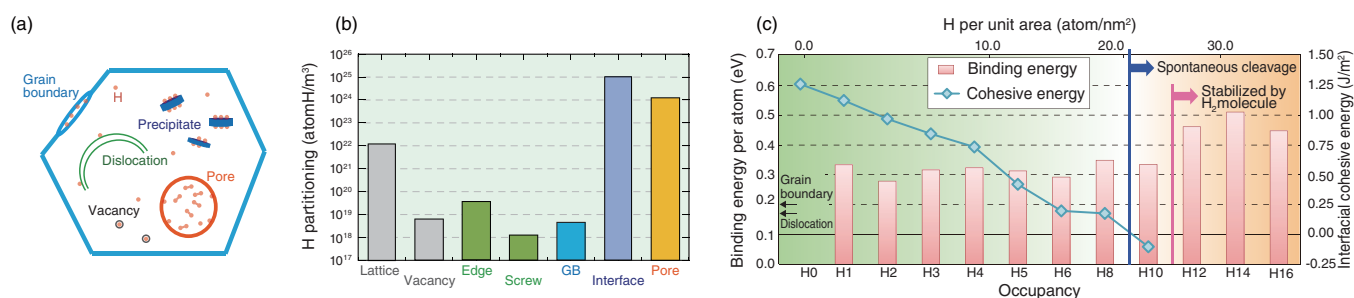 (a)
Grain
boundary
H
Precipitate
Dislocation
Pore
Vacancy
(b)
H partitioning (atomH/m³)
10²⁶
10²⁵
10²⁴
10²³
10²²
10²¹
10²⁰
10¹⁹
10¹⁸
10¹⁷
Lattice
Vacancy
Edge
Screw
GB
Interface
Pore
(c)
H per unit area (atom/nm²)
0.0 10.0 20.0 30.0
Binding energy per atom (eV)
0.7
0.6
0.5
0.4
0.3
0.2
0.1
0.0
Binding energy
Cohesive energy
Spontaneous cleavage
Stabilized by
H₂molecule
Grain
boundary
Dislocation
Interfacial cohesive energy (J/m²)
1.50
1.25
1.00
0.75
0.50
0.25
0.00
-0.25
H0 H1 H2 H3 H4 H5 H6 H8 H10 H12 H14 H16
Occupancy